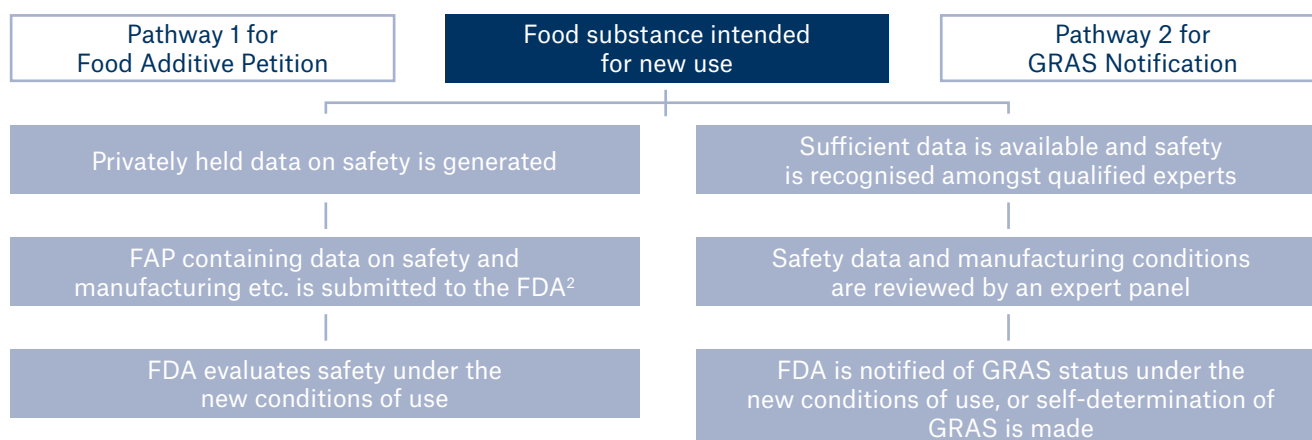 Pathway 1 for
Food Additive Petition
Food substance intended
for new use
Pathway 2 for
GRAS Notification
Privately held data on safety is generated
Sufficient data is available and safety
is recognised amongst qualified experts
FAP containing data on safety and
manufacturing etc. is submitted to the FDA²
Safety data and manufacturing conditions
are reviewed by an expert panel
FDA evaluates safety under the
new conditions of use
FDA is notified of GRAS status under the
new conditions of use, or self-determination of
GRAS is made